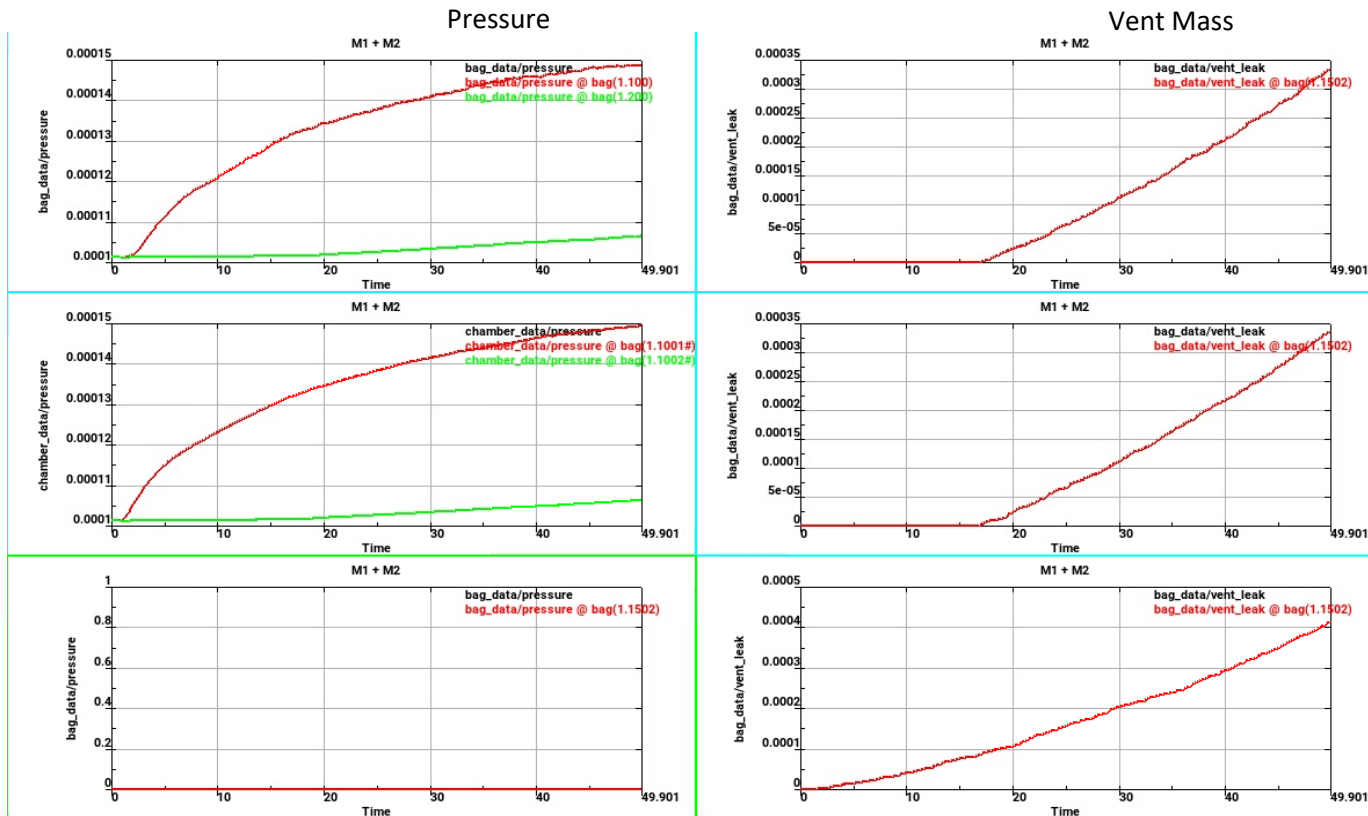 Pressure
Vent Mass
M1 + M2
0.00015
0.00014
0.00013
0.00012
0.00011
0.0001
bag_data/pressure
bag_data/pressure
bag_data/pressure @ bag(1.100)
bag_data/pressure @ bag(1.200)
0 10 20 30 40 49.901
Time
M1 + M2
0.00035
0.0003
0.00025
0.0002
0.00015
0.0001
5e-05
0
bag_data/vent_leak
bag_data/vent_leak
bag_data/vent_leak @ bag(1.1502)
0 10 20 30 40 49.901
Time
M1 + M2
0.00015
0.00014
0.00013
0.00012
0.00011
0.0001
chamber_data/pressure
chamber_data/pressure
chamber_data/pressure @ bag(1.1001#)
chamber_data/pressure @ bag(1.1002#)
0 10 20 30 40 49.901
Time
M1 + M2
0.00035
0.0003
0.00025
0.0002
0.00015
0.0001
5e-05
0
bag_data/vent_leak
bag_data/vent_leak
bag_data/vent_leak @ bag(1.1502)
0 10 20 30 40 49.901
Time
M1 + M2
1
0.8
0.6
0.4
0.2
0
bag_data/pressure
bag_data/pressure
bag_data/pressure @ bag(1.1502)
0 10 20 30 40 49.901
Time
M1 + M2
0.0005
0.0004
0.0003
0.0002
0.0001
0
bag_data/vent_leak
bag_data/vent_leak
bag_data/vent_leak @ bag(1.1502)
0 10 20 30 40 49.901
Time